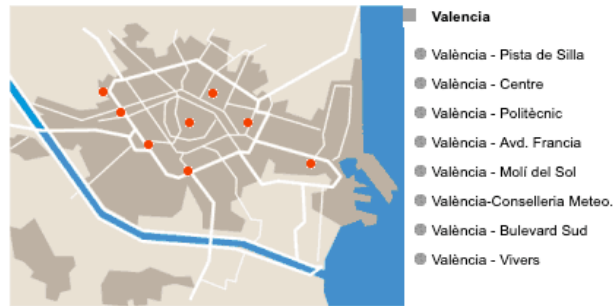 Valencia
València - Pista de Silla
València - Centre
València - Politècnic
València - Avd. Francia
València - Molí del Sol
València-Conselleria Meteo.
València - Bulevard Sud
València - Vivers